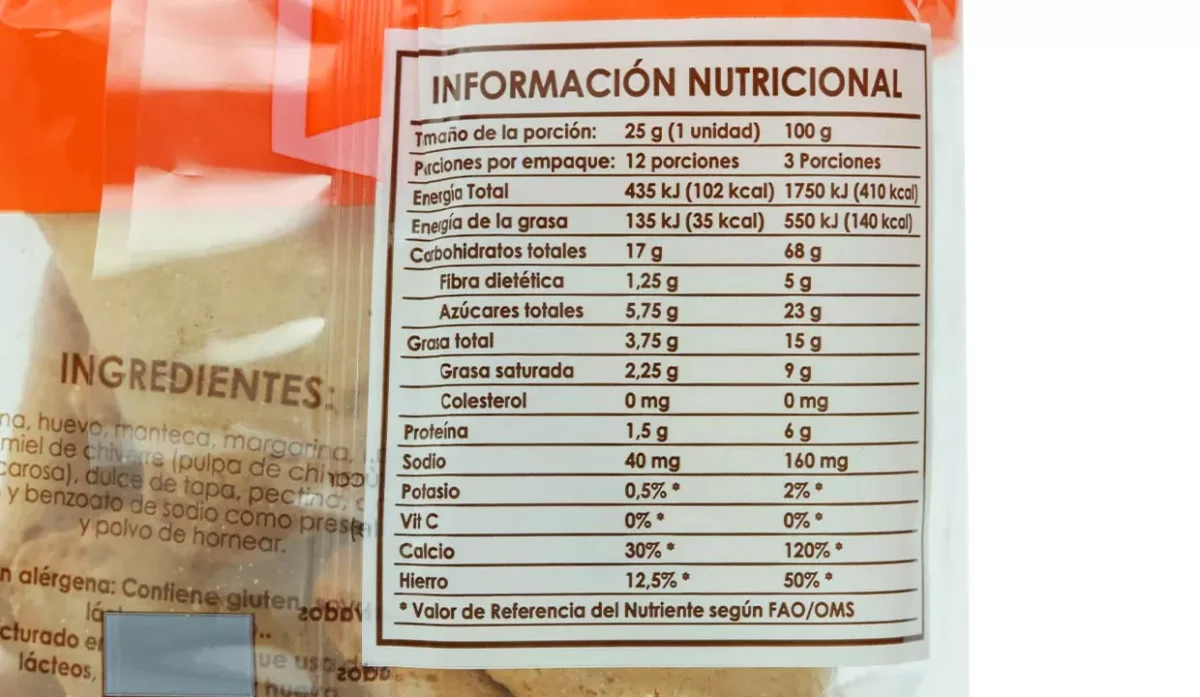 INFORMACIÓN NUTRICIONAL
Tmaño de la porción: 25 g (1 unidad) 100 g
Porciones por empaque: 12 porciones 3 Porciones
Energía Total 435 kJ (102 kcal) 1750 kJ (410 kcal)
Energía de la grasa 135 kJ (35 kcal) 550 kJ (140 kcal)
Carbohidratos totales 17 g 68 g
Fibra dietética 1,25 g 5 g
Azúcares totales 5,75 g 23 g
Grasa total 3,75 g 15 g
Grasa saturada 2,25 g 9 g
Colesterol 0 mg 0 mg
Proteína 1,5 g 6 g
Sodio 40 mg 160 mg
Potasio 0,5% * 2% *
Vit C 0% * 0% *
Calcio 30% * 120% *
Hierro 12,5% * 50% *
* Valor de Referencia del Nutriente según FAO/OMS
INGREDIENTES:
huevo, manteca, margarina,
miel de chiverre (pulpa de
dulce de tapa, pectina,
y benzoato de sodio como
y polvo de hornear.
alérgena: Contiene gluten,
lácteos,